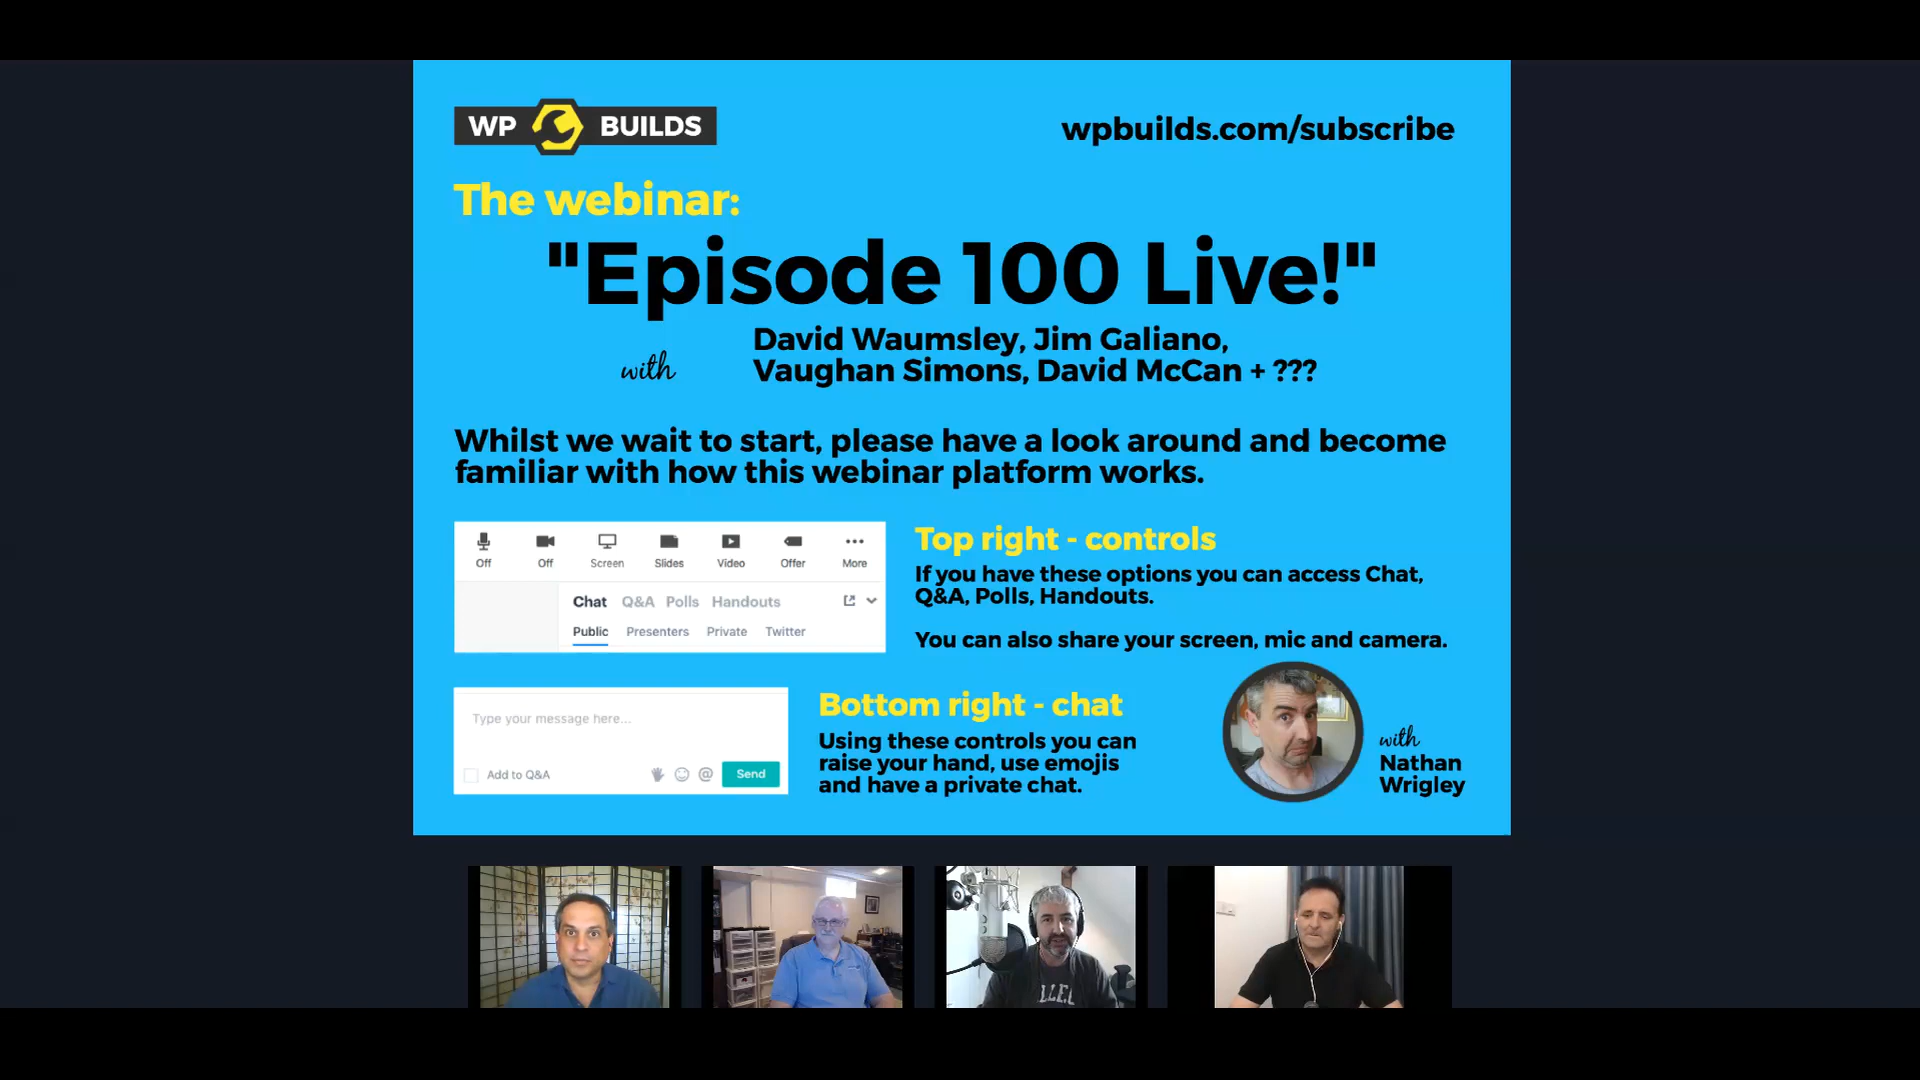 WP BUILDS
wpbuilds.com/subscribe
The webinar:
"Episode 100 Live!"
with
David Waumsley, Jim Galiano,
Vaughan Simons, David McCan + ???
Whilst we wait to start, please have a look around and become
familiar with how this webinar platform works.
Off Off Screen Slides Video Offer More
Chat Q&A Polls Handouts
Public Presenters Private Twitter
Top right - controls
If you have these options you can access Chat,
Q&A, Polls, Handouts.
You can also share your screen, mic and camera.
Type your message here...
Add to Q&A @ Send
Bottom right - chat
Using these controls you can
raise your hand, use emojis
and have a private chat.
with
Nathan
Wrigley